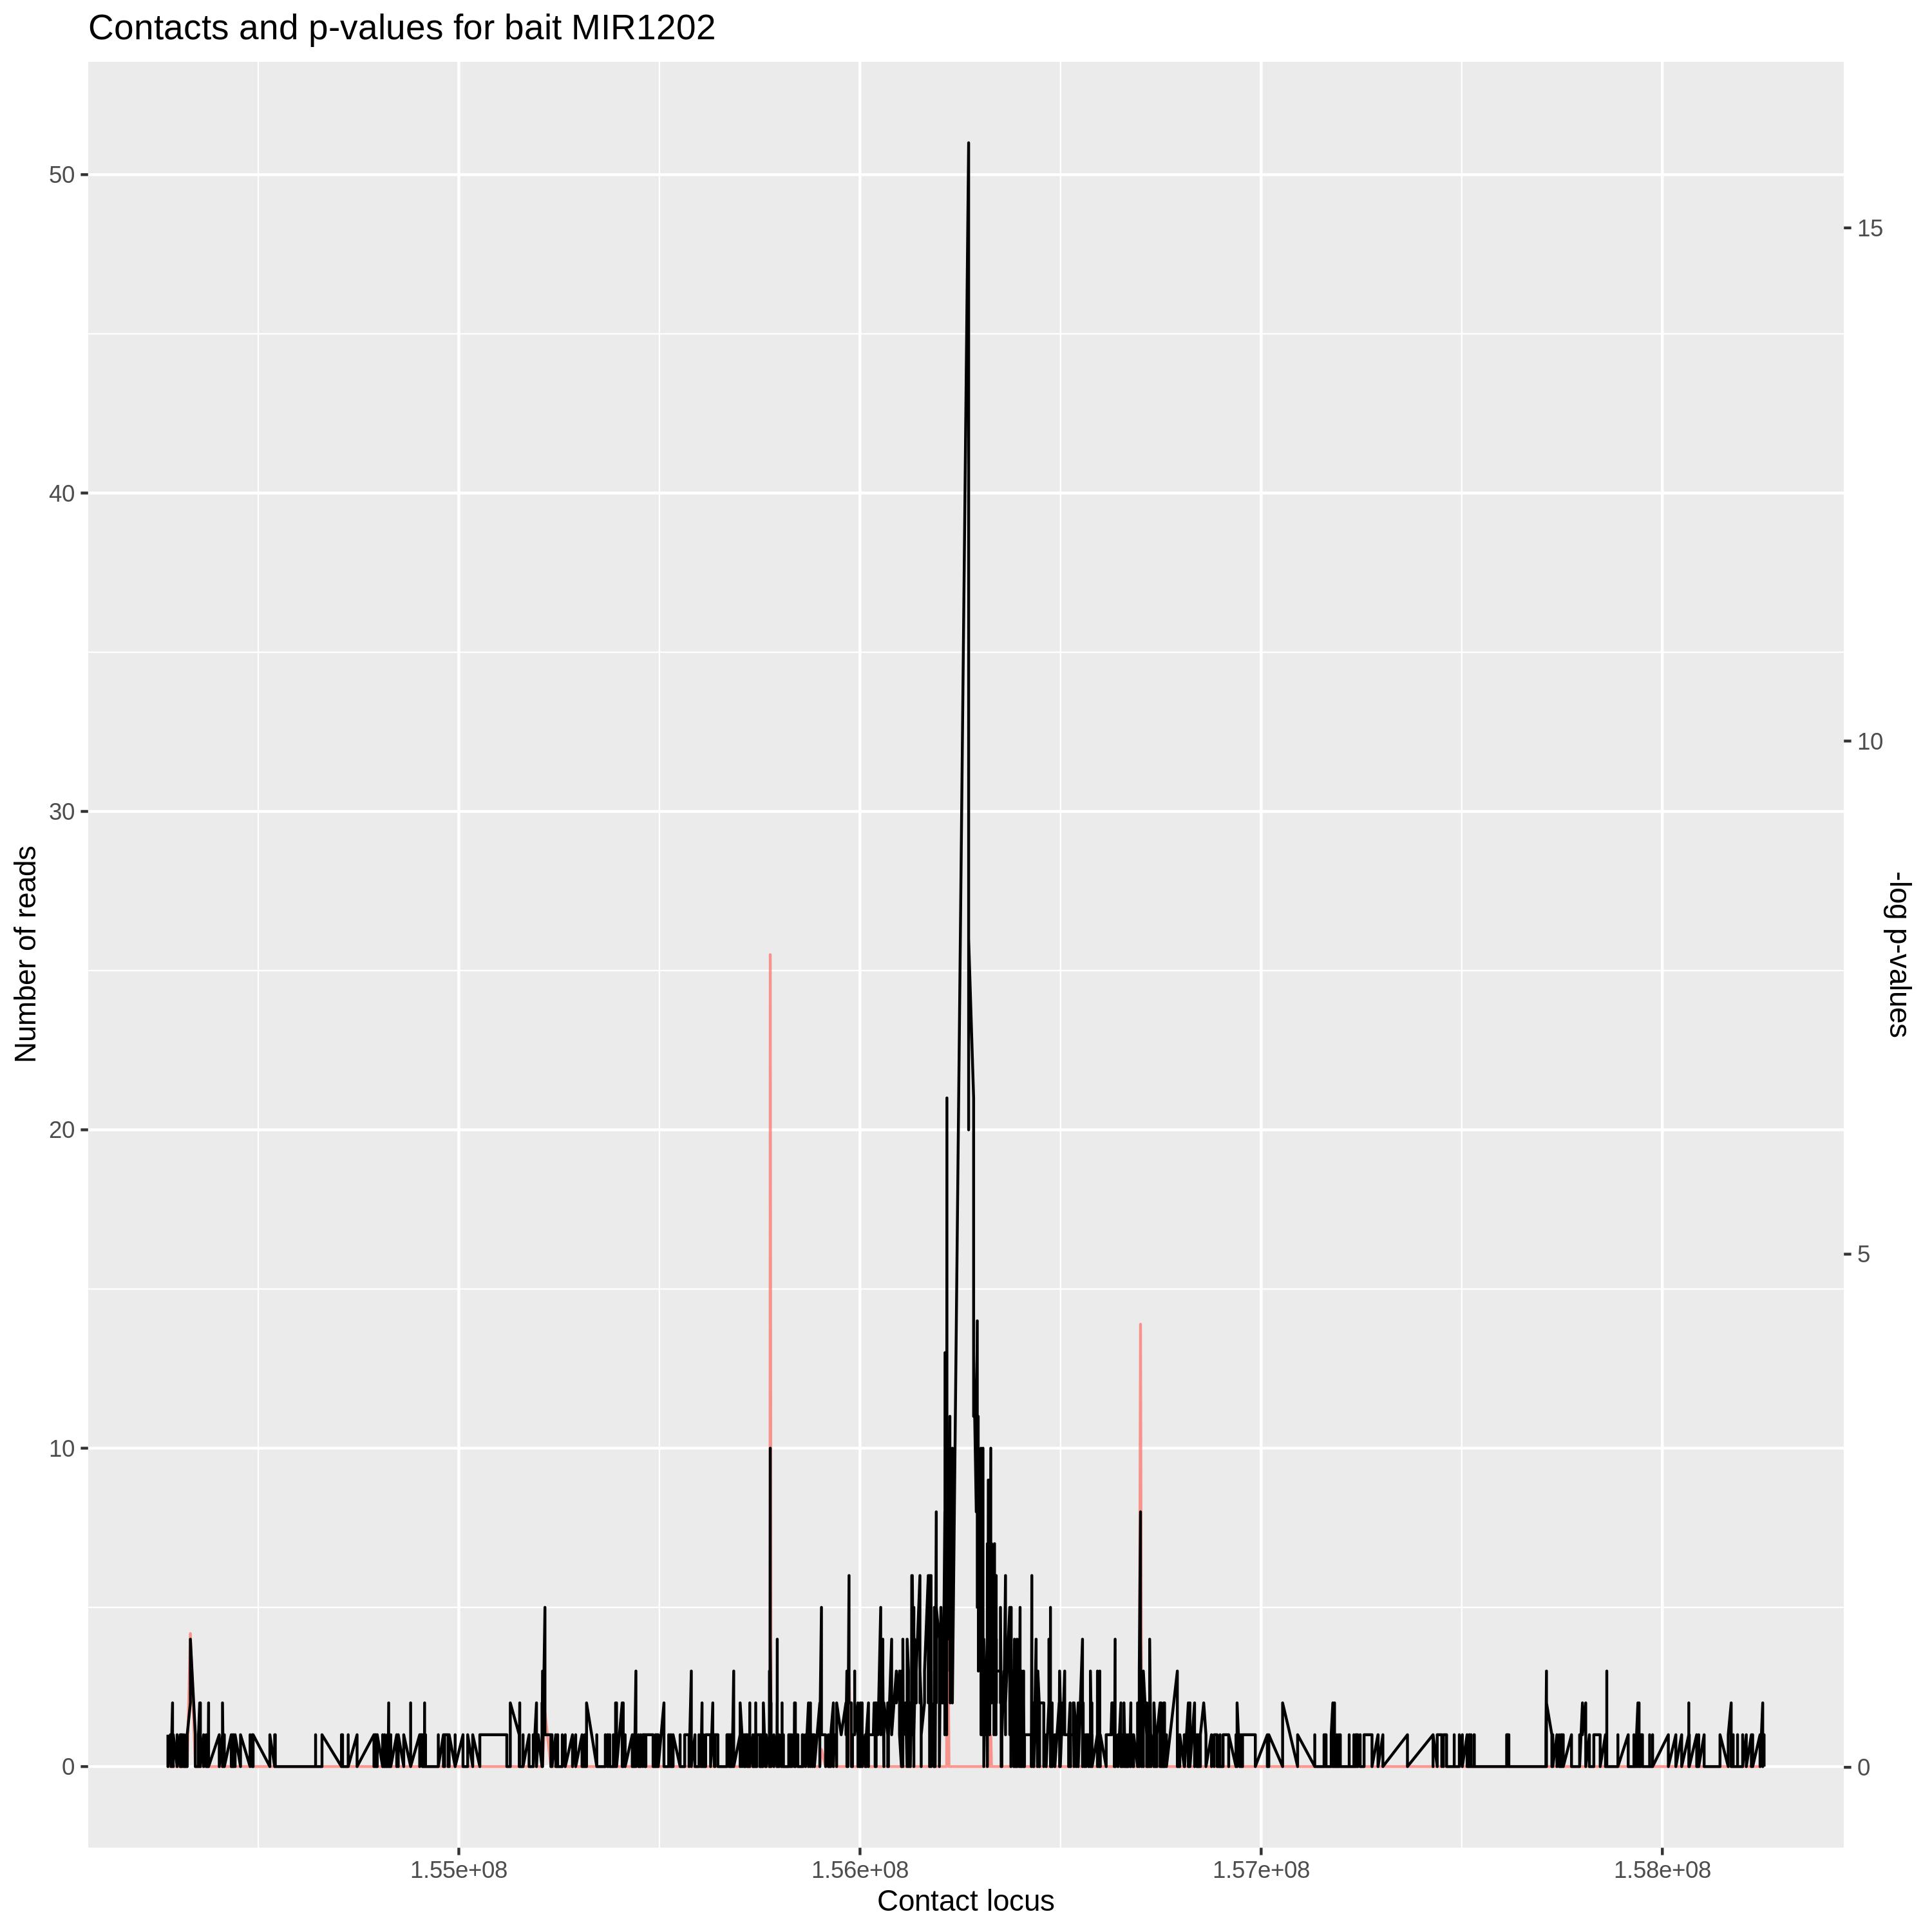 Contacts and p-values for bait MIR1202
50
40
30
20
10
0
Number of reads
15
10
5
0
-log p-values
1.55e+08
1.56e+08
1.57e+08
1.58e+08
Contact locus